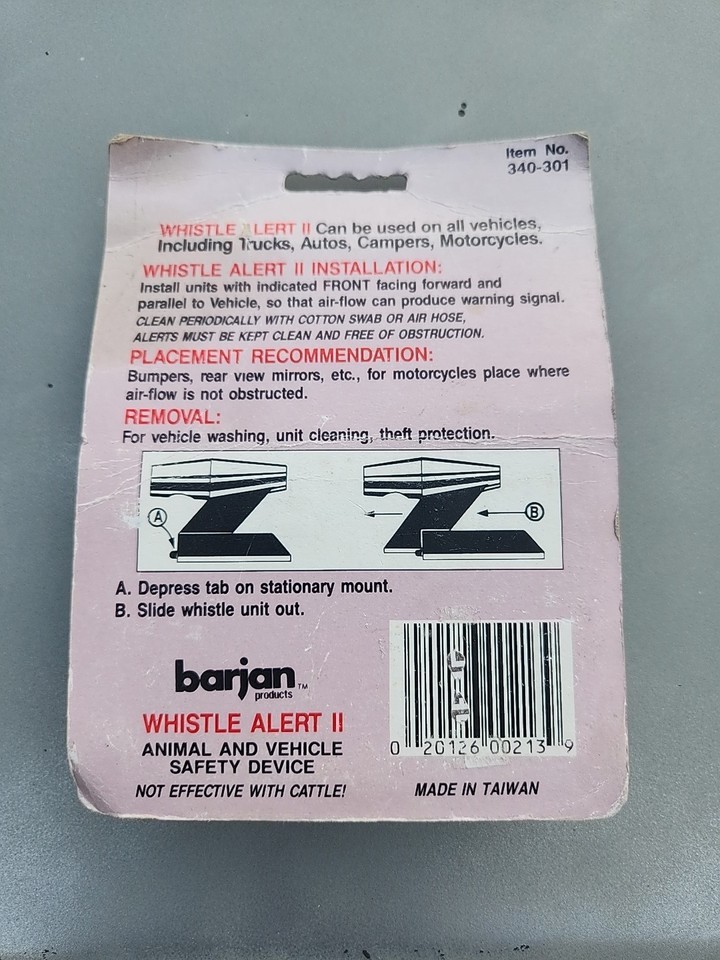 Item No.
340-301
WHISTLE ALERT II Can be used on all vehicles,
Including Trucks, Autos, Campers, Motorcycles.
WHISTLE ALERT II INSTALLATION:
Install units with indicated FRONT facing forward and
parallel to Vehicle, so that air-flow can produce warning signal.
CLEAN PERIODICALLY WITH COTTON SWAB OR AIR HOSE,
ALERTS MUST BE KEPT CLEAN AND FREE OF OBSTRUCTION.
PLACEMENT RECOMMENDATION:
Bumpers, rear view mirrors, etc., for motorcycles place where
air-flow is not obstructed.
REMOVAL:
For vehicle washing, unit cleaning, theft protection.
A B
A. Depress tab on stationary mount.
B. Slide whistle unit out.
barjan™
products
WHISTLE ALERT II
ANIMAL AND VEHICLE
SAFETY DEVICE
NOT EFFECTIVE WITH CATTLE!
0 20126 00213 9
MADE IN TAIWAN